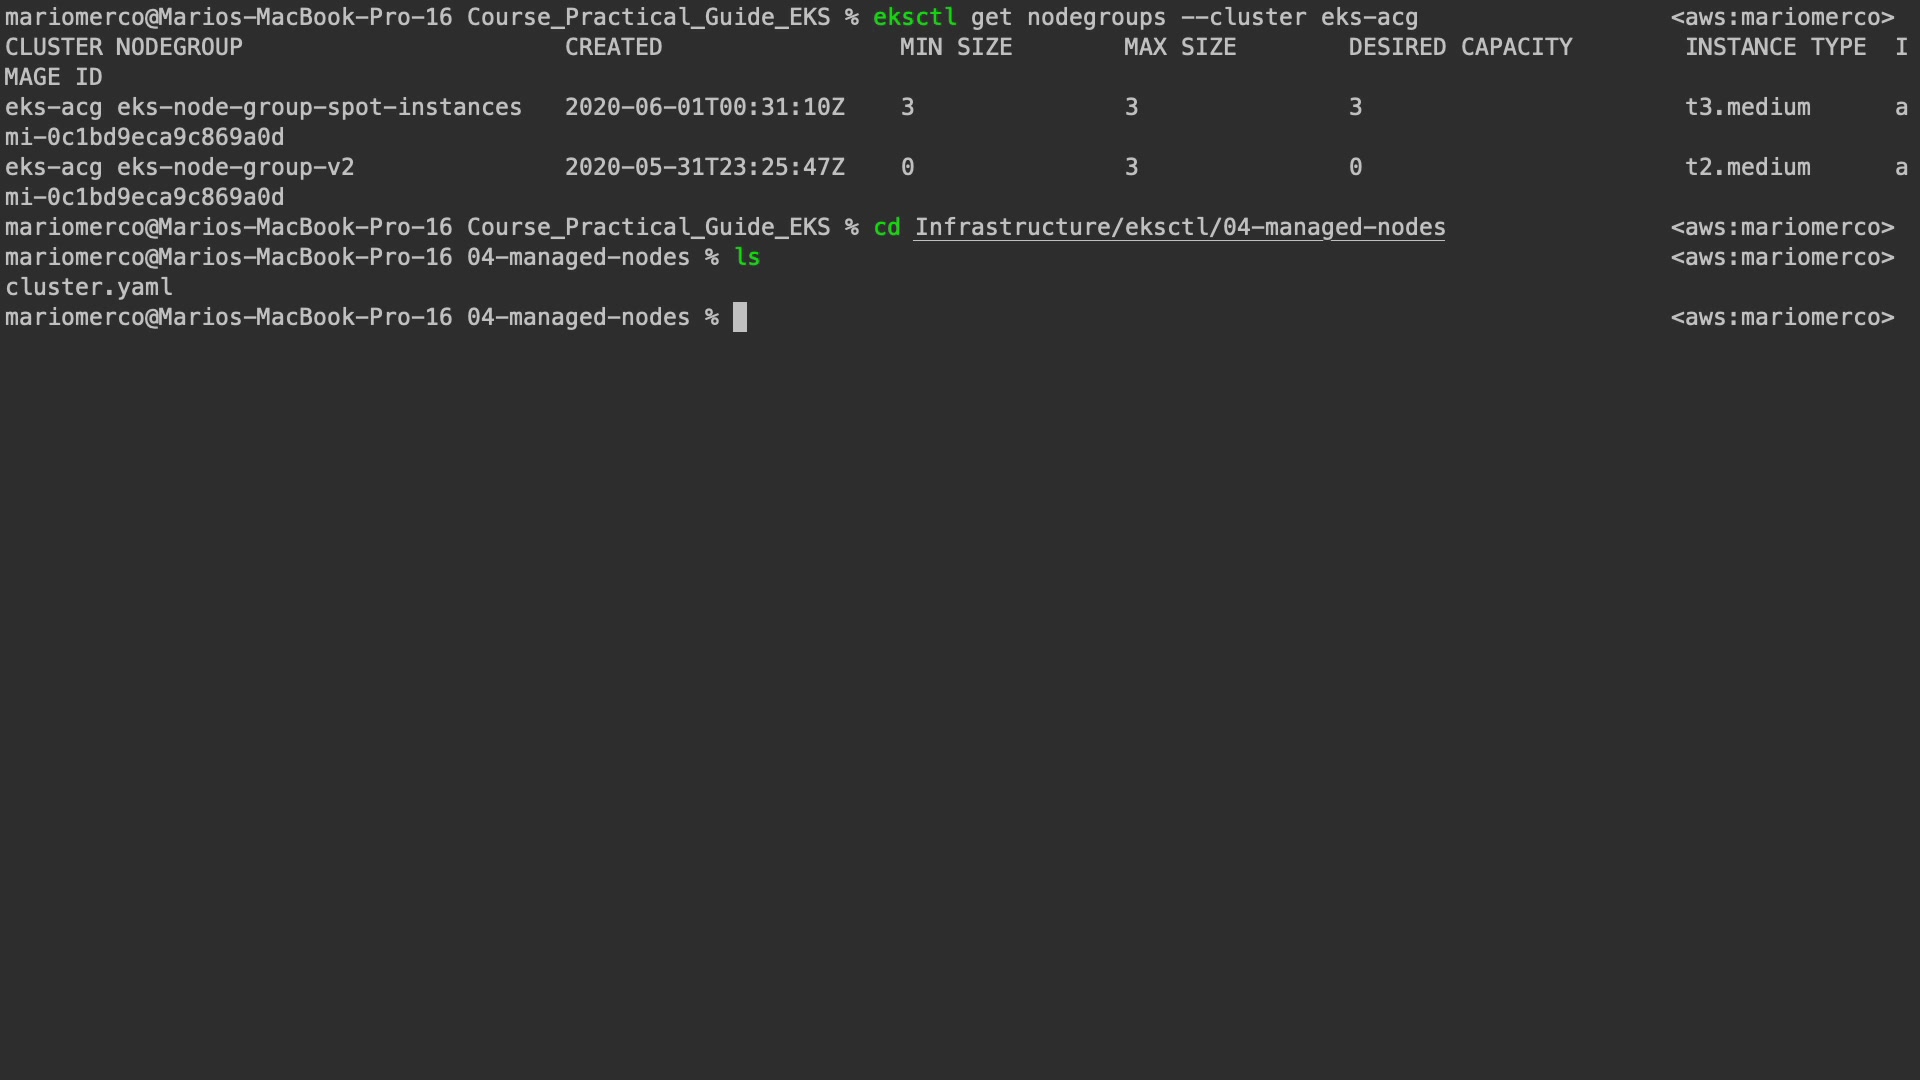 mariomerco@Marios-MacBook-Pro-16 Course_Practical_Guide_EKS % eksctl get nodegroups --cluster eks-acg <aws:mariomerco>
CLUSTER NODEGROUP CREATED MIN SIZE MAX SIZE DESIRED CAPACITY INSTANCE TYPE I
MAGE ID
eks-acg eks-node-group-spot-instances 2020-06-01T00:31:10Z 3 3 3 t3.medium a
mi-0c1bd9eca9c869a0d
eks-acg eks-node-group-v2 2020-05-31T23:25:47Z 0 3 0 t2.medium a
mi-0c1bd9eca9c869a0d
mariomerco@Marios-MacBook-Pro-16 Course_Practical_Guide_EKS % cd Infrastructure/eksctl/04-managed-nodes <aws:mariomerco>
mariomerco@Marios-MacBook-Pro-16 04-managed-nodes % ls <aws:mariomerco>
cluster.yaml
mariomerco@Marios-MacBook-Pro-16 04-managed-nodes % <aws:mariomerco>